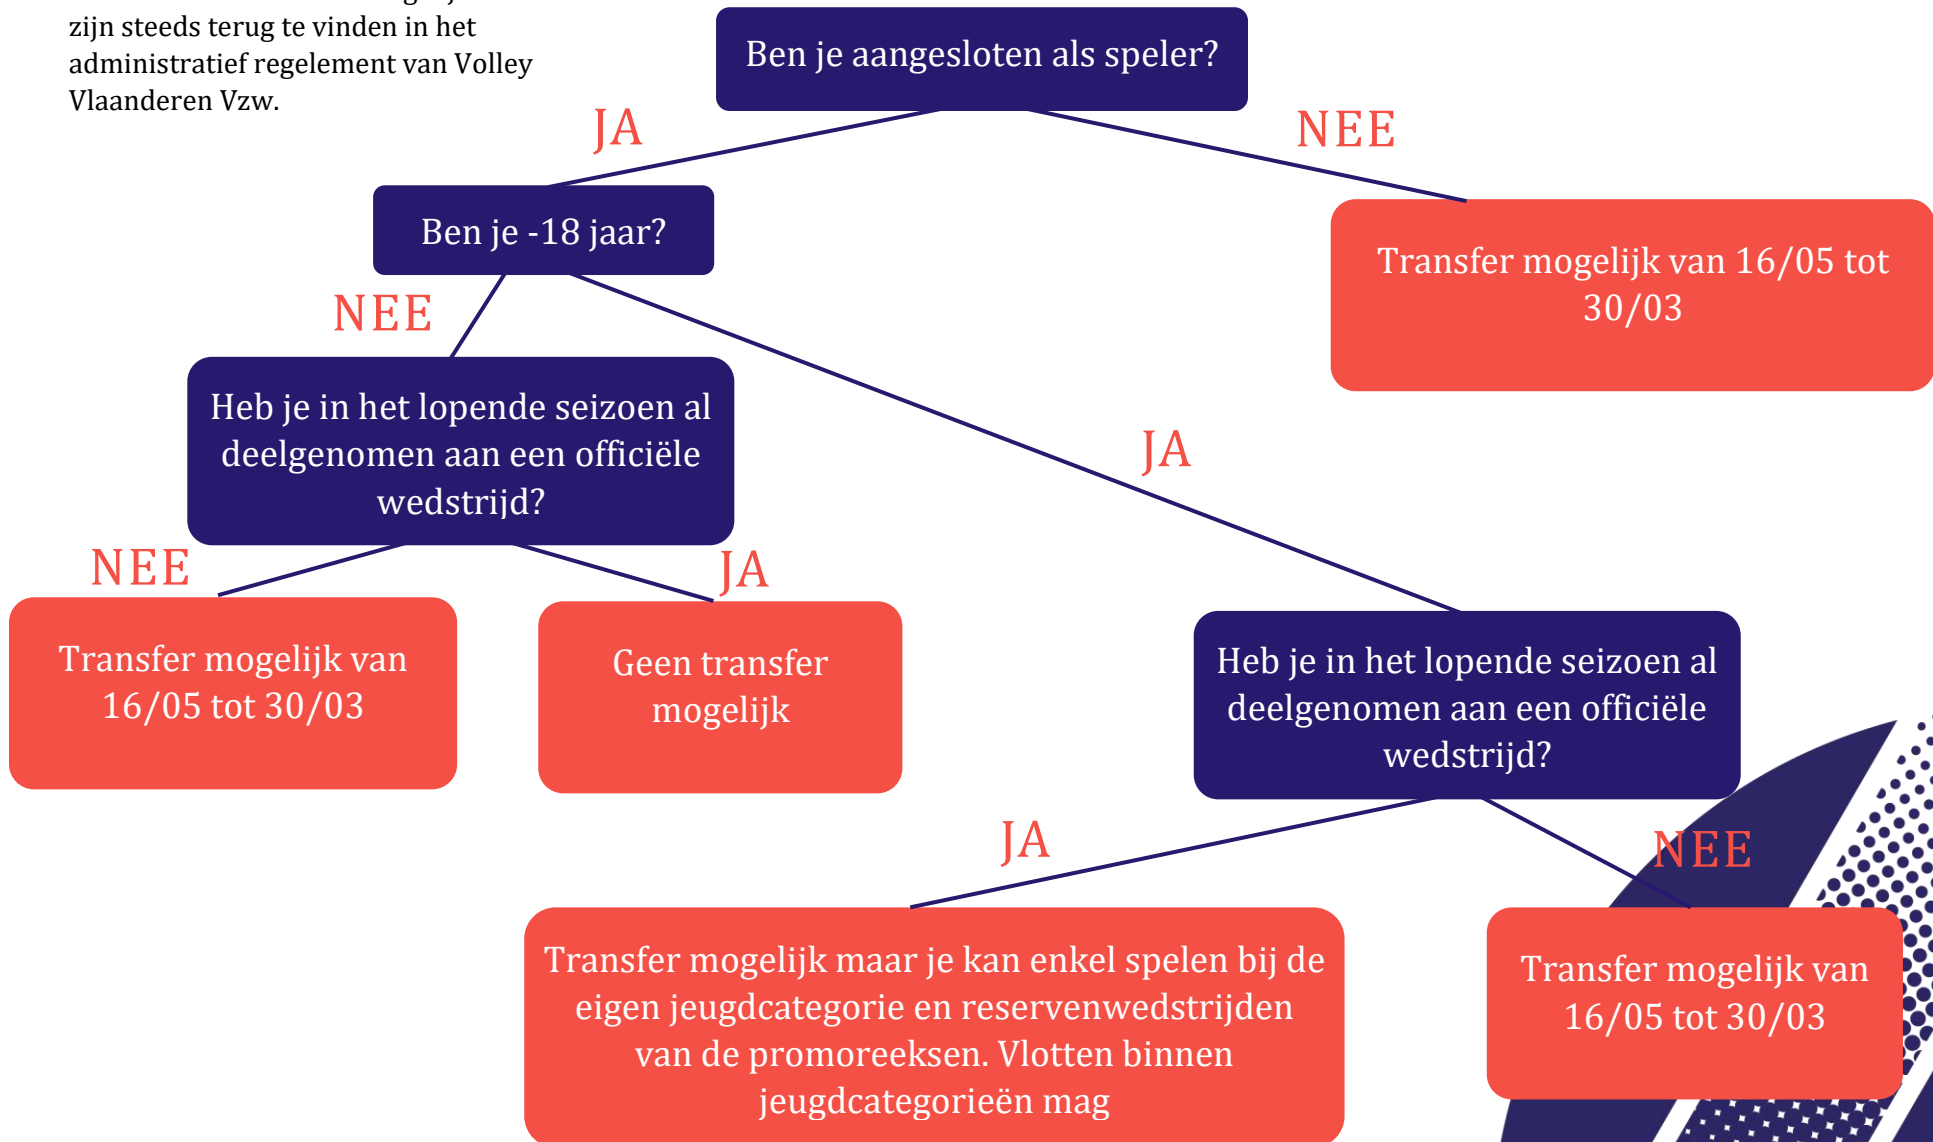 zijn steeds terug te vinden in het
administratief regelement van Volley
Vlaanderen Vzw.
Ben je aangesloten als speler?
JA
NEE
Ben je -18 jaar?
Transfer mogelijk van 16/05 tot
30/03
NEE
Heb je in het lopende seizoen al
deelgenomen aan een officiële
wedstrijd?
JA
NEE
JA
Transfer mogelijk van
16/05 tot 30/03
Geen transfer
mogelijk
Heb je in het lopende seizoen al
deelgenomen aan een officiële
wedstrijd?
JA
NEE
Transfer mogelijk maar je kan enkel spelen bij de
eigen jeugdcategorie en reservenwedstrijden
van de promoreeksen. Vlotten binnen
jeugdcategorieën mag
Transfer mogelijk van
16/05 tot 30/03